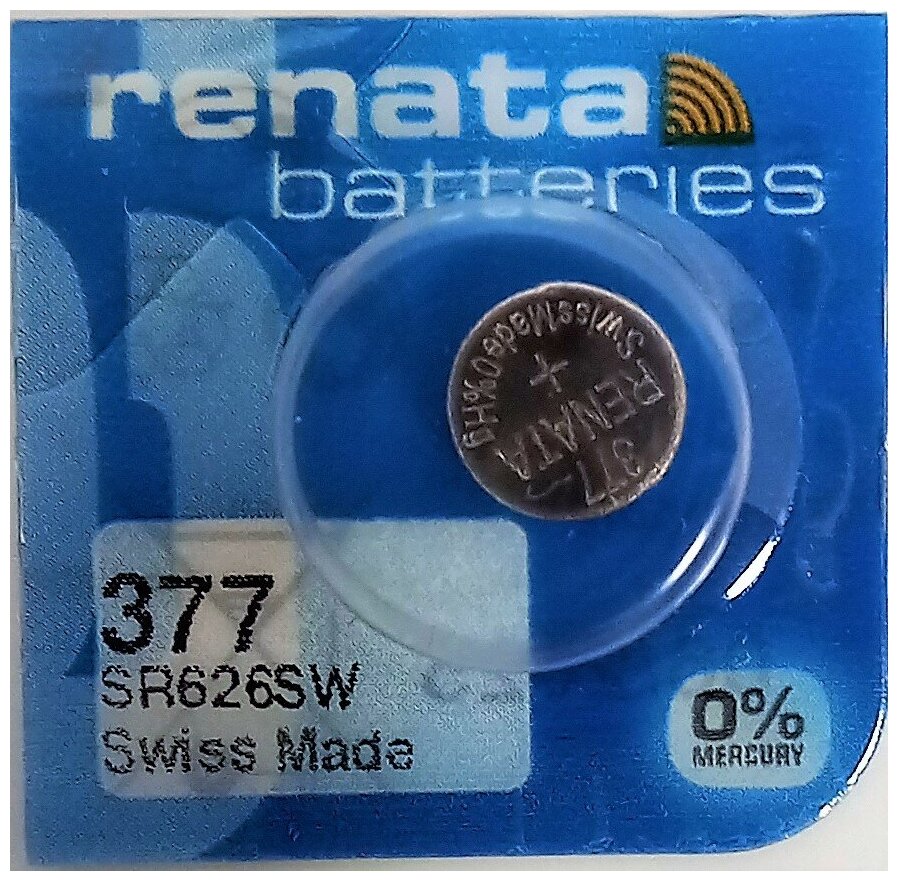 renata
batteries
SwissMade0%Hg
R-
+
RENATA
377
377
SR626SW
Swiss Made
0%
MERCURY